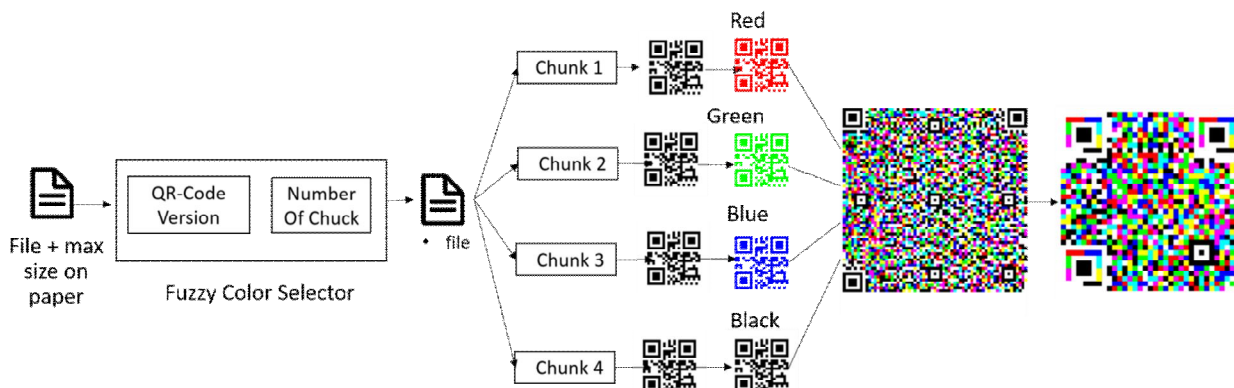 Red
Chunk 1
Green
Chunk 2
QR-Code
Version
Number
Of Chuck
File + max
size on
paper
• file
Fuzzy Color Selector
Blue
Chunk 3
Black
Chunk 4